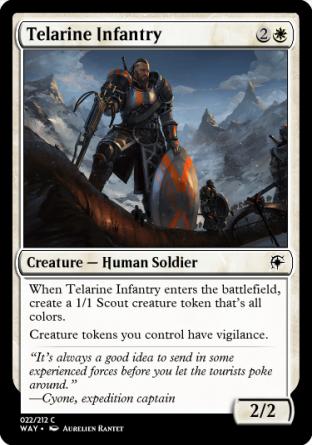 Telarine Infantry 2
Creature — Human Soldier
When Telarine Infantry enters the battlefield,
create a 1/1 Scout creature token that's all
colors.
Creature tokens you control have vigilance.
"It's always a good idea to send in some
experienced forces before you let the tourists poke
around."
—Cyone, expedition captain
2/2
022/212 C
WAY • Aurelien Rantet